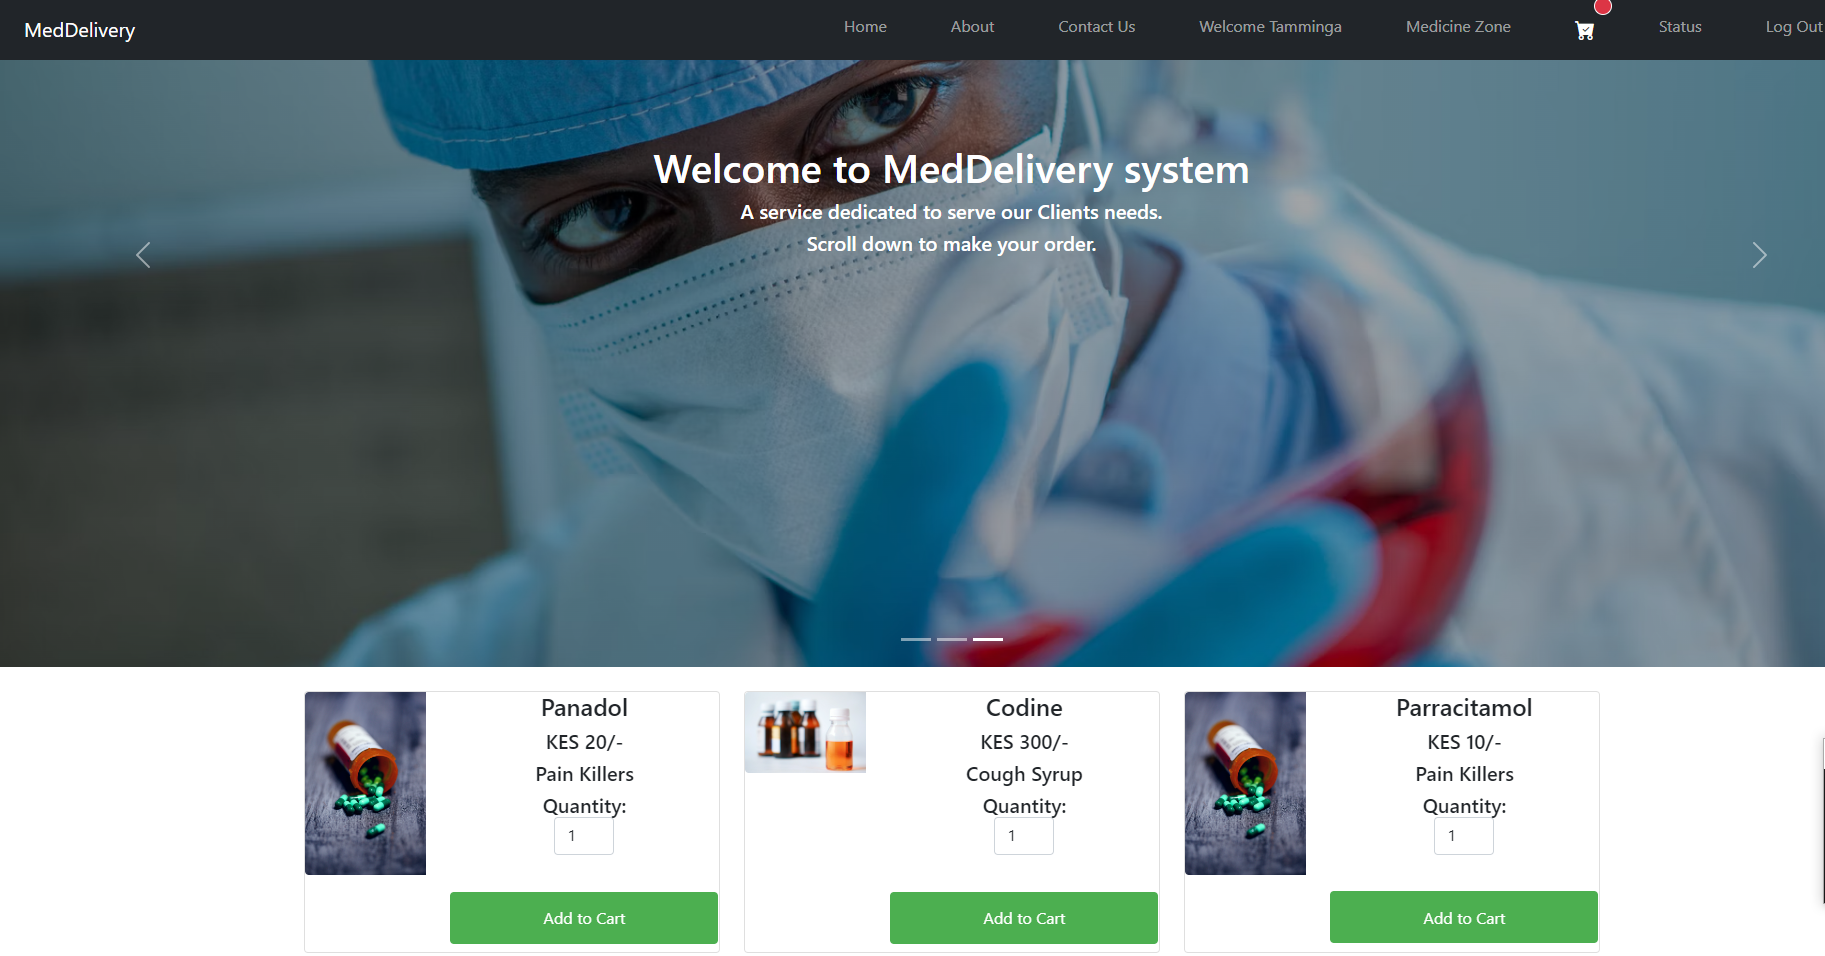 MedDelivery
Home About Contact Us Welcome Tamminga Medicine Zone Status Log Out
Welcome to MedDelivery system
A service dedicated to serve our Clients needs.
Scroll down to make your order.
Panadol
KES 20/-
Pain Killers
Quantity:
1
Add to Cart
Codine
KES 300/-
Cough Syrup
Quantity:
1
Add to Cart
Parracitamol
KES 10/-
Pain Killers
Quantity:
1
Add to Cart